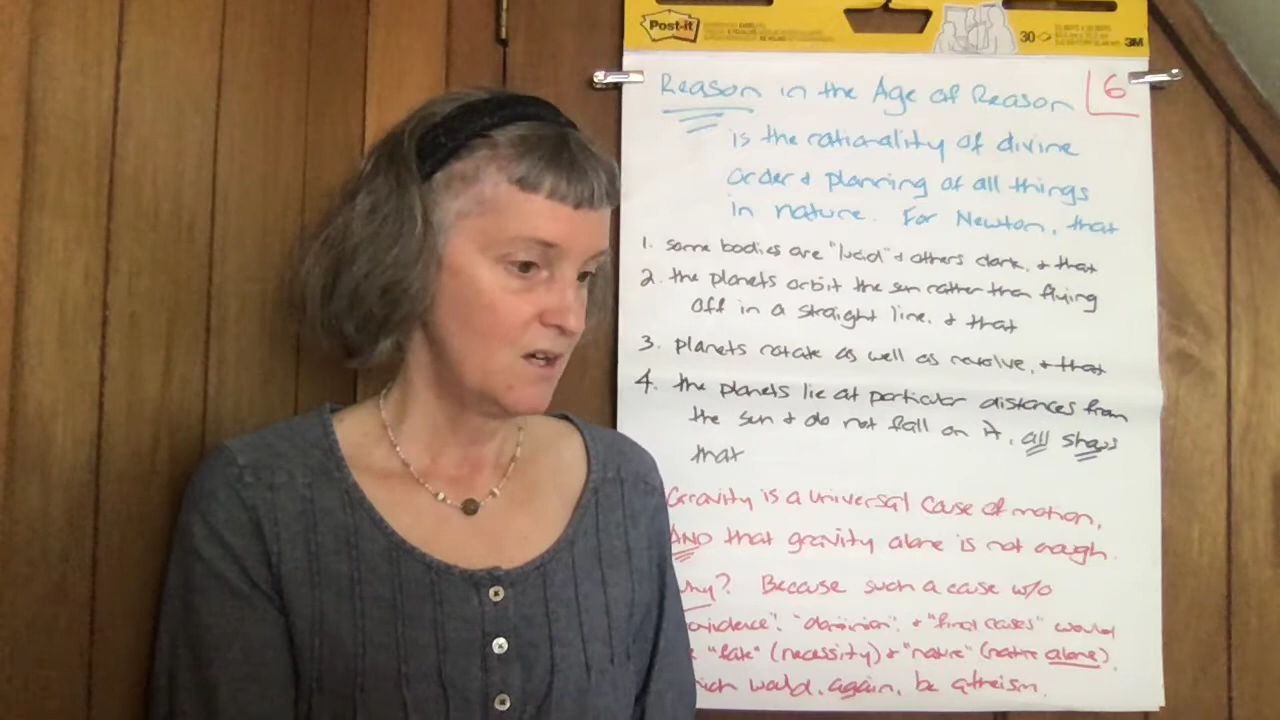 Post-it
30
3M
Reason in the Age of Reason
6
is the rationality of divine
order & planning of all things
in nature. For Newton, that
1. some bodies are "lucid" & others dark, & that
2. the planets orbit the sun rather than flying
off in a straight line. & that
3. planets rotate as well as revolve, & that
4. the planets lie at particular distances from
the sun & do not fall on it, all shows
that
Gravity is a universal cause of motion,
AND that gravity alone is not enough.
Why? Because such a cause w/o
"dominion", & "final causes" would
"fate" (necessity) & "nature" (nature alone)
would, again, be atheism.